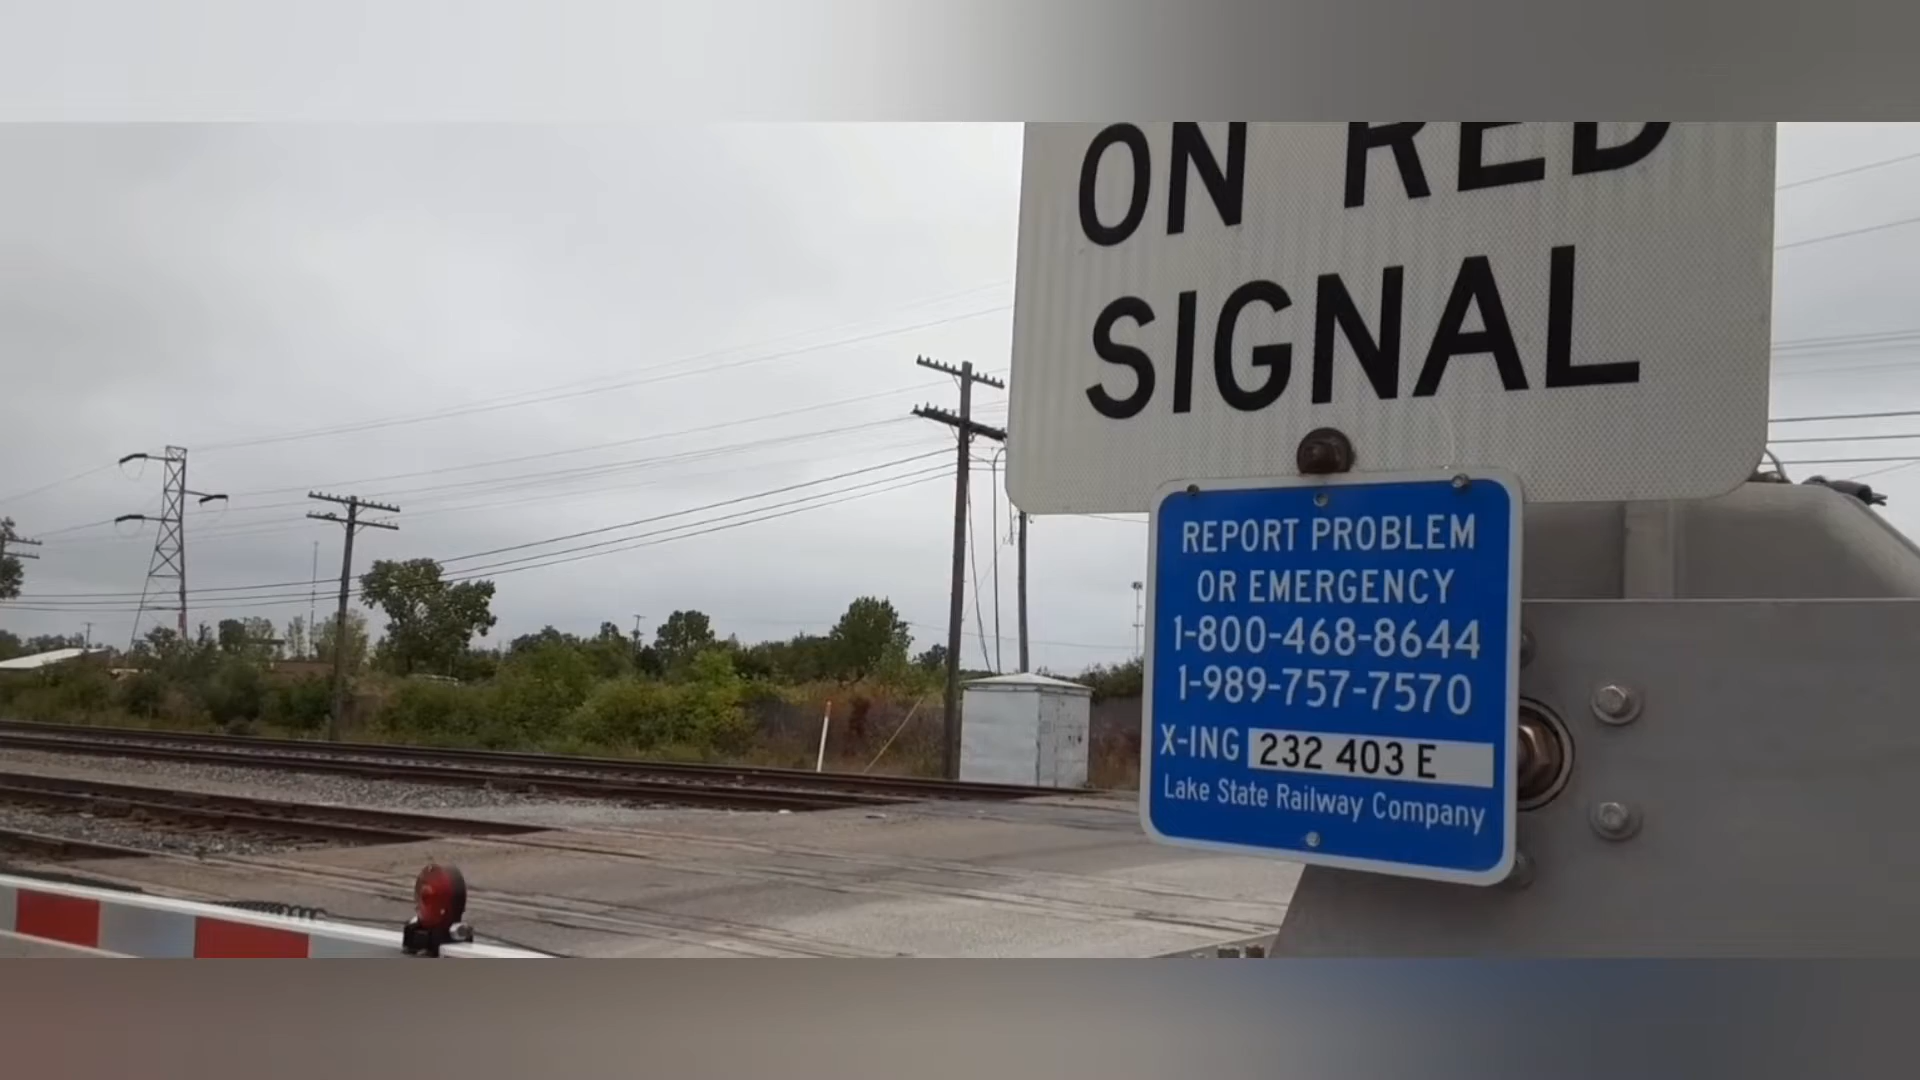 ON RED
SIGNAL
REPORT PROBLEM
OR EMERGENCY
1-800-468-8644
1-989-757-7570
X-ING 232 403 E
Lake State Railway Company